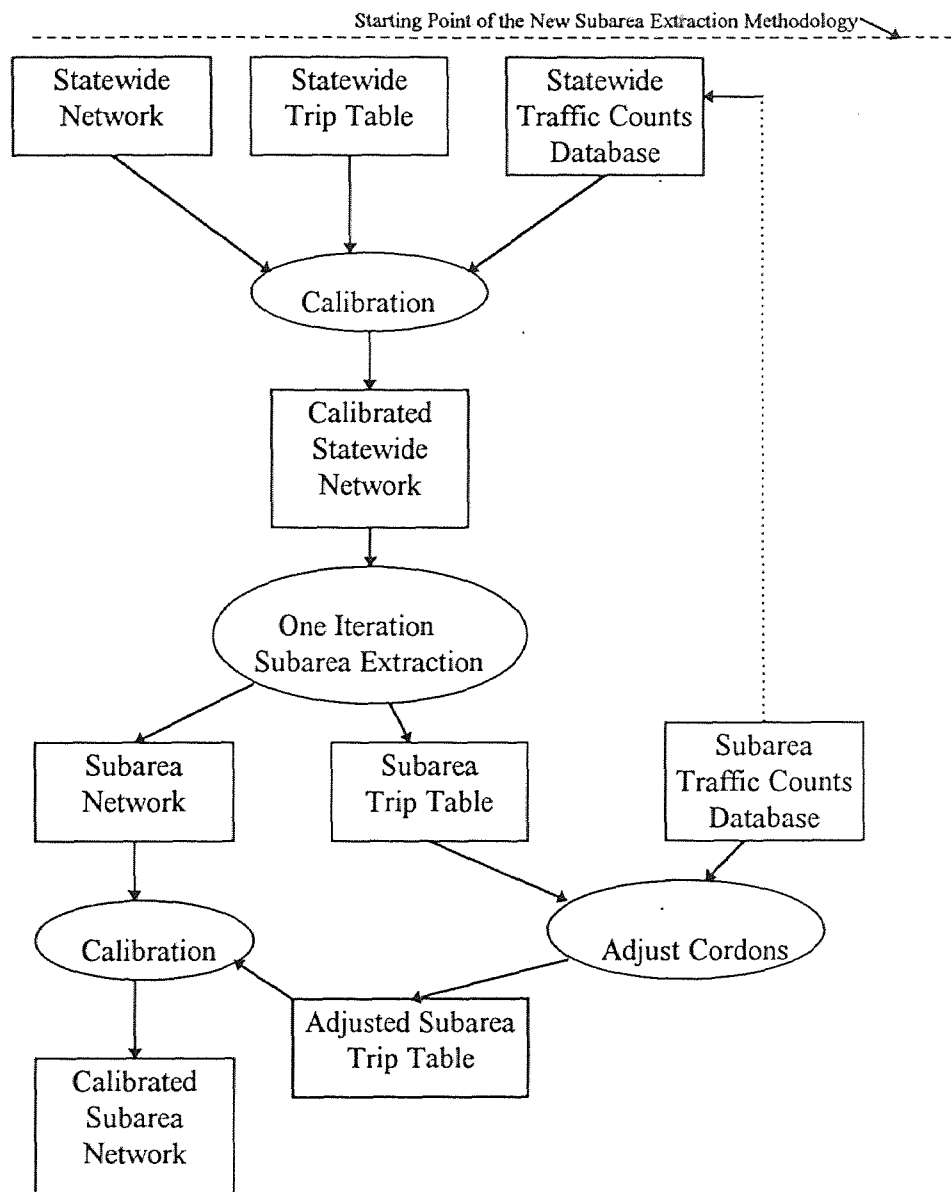 Starting Point of the New Subarea Extraction Methodology
Statewide
Network
Statewide
Trip Table
Statewide
Traffic Counts
Database
Calibration
Calibrated
Statewide
Network
One Iteration
Subarea Extraction
Subarea
Network
Subarea
Trip Table
Subarea
Traffic Counts
Database
Calibration
Adjust Cordons
Adjusted Subarea
Trip Table
Calibrated
Subarea
Network